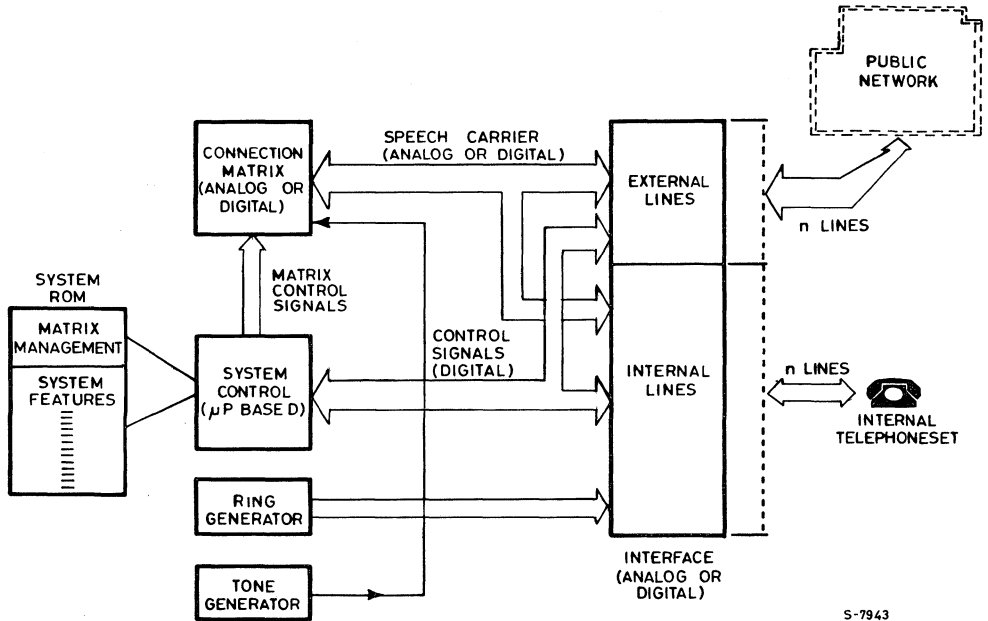 PUBLIC
NETWORK
SPEECH CARRIER
(ANALOG OR DIGITAL)
CONNECTION
MATRIX
(ANALOG OR
DIGITAL)
EXTERNAL
LINES
n LINES
MATRIX
CONTROL
SIGNALS
SYSTEM
ROM
MATRIX
MANAGEMENT
SYSTEM
FEATURES
SYSTEM
CONTROL
(µP BASED)
CONTROL
SIGNALS
(DIGITAL)
INTERNAL
LINES
n LINES
INTERNAL
TELEPHONESET
RING
GENERATOR
TONE
GENERATOR
INTERFACE
(ANALOG OR
DIGITAL)
S-7943